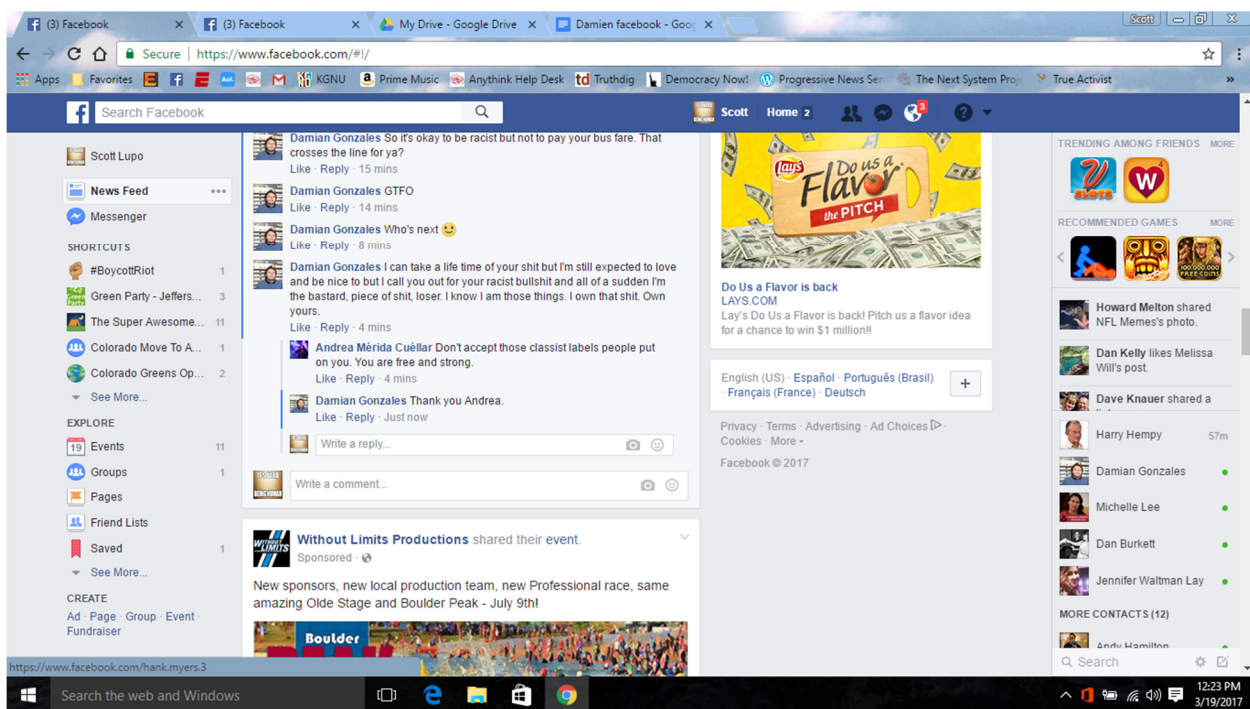 (3) Facebook
(3) Facebook
My Drive - Google Drive
Damien facebook - Goog
Scott
Secure
https://www.facebook.com/#!/
Apps
Favorites
Aol.
KGNU
Prime Music
Anythink Help Desk
td
Truthdig
Democracy Now!
Progressive News Ser
The Next System Proj
True Activist
Search Facebook
Scott
Home 2
3
Scott Lupo
News Feed
Messenger
SHORTCUTS
#BoycottRiot 1
Green Party - Jeffers... 3
The Super Awesome... 11
Colorado Move To A... 1
Colorado Greens Op... 2
See More...
EXPLORE
19 Events 11
Groups 1
Pages
Friend Lists
Saved 1
See More...
CREATE
Ad · Page · Group · Event ·
Fundraiser
https://www.facebook.com/hank.myers.3
Damian Gonzales So it's okay to be racist but not to pay your bus fare. That
crosses the line for ya?
Like · Reply · 15 mins
Damian Gonzales GTFO
Like · Reply · 14 mins
Damian Gonzales Who's next
Like · Reply · 8 mins
Damian Gonzales I can take a life time of your shit but I'm still expected to love
and be nice to but I call you out for your racist bullshit and all of a sudden I'm
the bastard, piece of shit, loser. I know I am those things. I own that shit. Own
yours.
Like · Reply · 4 mins
Andrea Mérida Cuéllar Don't accept those classist labels people put
on you. You are free and strong.
Like · Reply · 4 mins
Damian Gonzales Thank you Andrea.
Like · Reply · Just now
Write a reply...
Write a comment...
Without Limits Productions shared their event.
Sponsored ·
New sponsors, new local production team, new Professional race, same
amazing Olde Stage and Boulder Peak - July 9th!
Boulder
Lay's
Do us a
Flavor
the PITCH
Do Us a Flavor is back
LAYS.COM
Lay's Do Us a Flavor is back! Pitch us a flavor idea
for a chance to win $1 million!!
English (US) · Español · Português (Brasil)
· Français (France) · Deutsch
Privacy · Terms · Advertising · Ad Choices ·
Cookies · More
Facebook © 2017
TRENDING AMONG FRIENDS MORE
SLOTS
W 4
RECOMMENDED GAMES MORE
100,000,000
FREE COINS
Howard Melton shared
NFL Memes's photo.
Dan Kelly likes Melissa
Will's post.
Dave Knauer shared a
Harry Hempy 57m
Damian Gonzales
Michelle Lee
Dan Burkett
Jennifer Waltman Lay
MORE CONTACTS (12)
Andy Hamilton
Search
Search the web and Windows
12:23 PM
3/19/2017